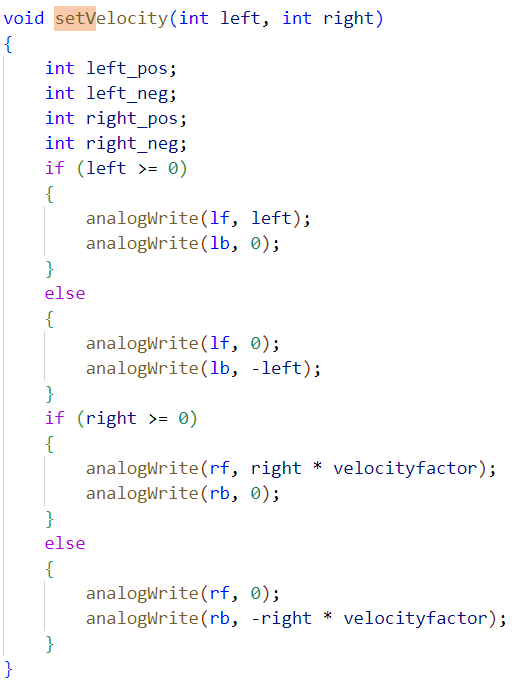 void setVelocity(int left, int right)
{
    int left_pos;
    int left_neg;
    int right_pos;
    int right_neg;
    if (left >= 0)
    {
        analogWrite(lf, left);
        analogWrite(lb, 0);
    }
    else
    {
        analogWrite(lf, 0);
        analogWrite(lb, -left);
    }
    if (right >= 0)
    {
        analogWrite(rf, right * velocityfactor);
        analogWrite(rb, 0);
    }
    else
    {
        analogWrite(rf, 0);
        analogWrite(rb, -right * velocityfactor);
    }
}